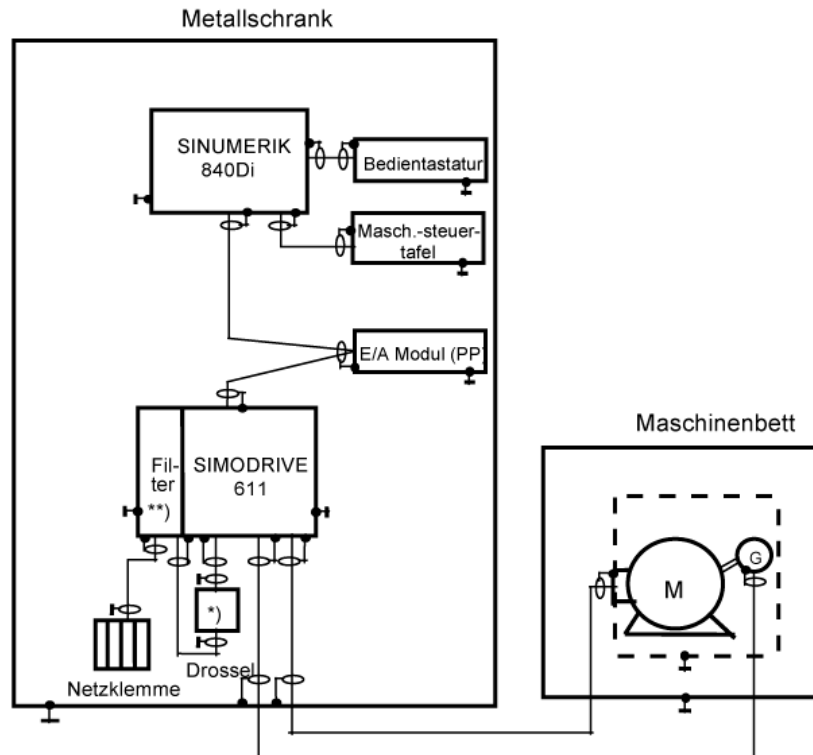 Metallschrank
SINUMERIK
840Di
Bedientastatur
Masch.-steuer-
tafel
E/A Modul (PP)
Fil-
ter
**)
SIMODRIVE
611
*)
Drossel
Netzklemme
Maschinenbett
M
G